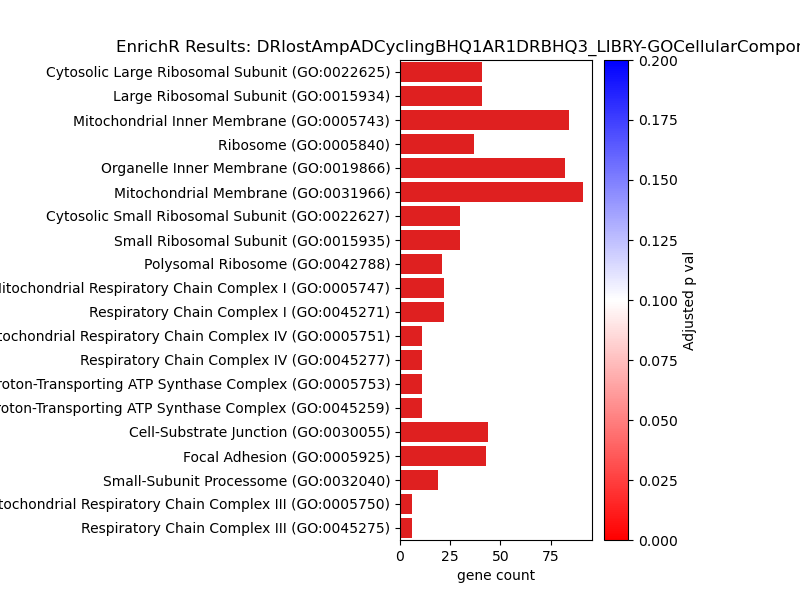 EnrichR Results: DRlostAmpADCyclingBHQ1AR1DRBHQ3_LIBRY-GOCellularCompor
Cytosolic Large Ribosomal Subunit (GO:0022625)
Large Ribosomal Subunit (GO:0015934)
Mitochondrial Inner Membrane (GO:0005743)
Ribosome (GO:0005840)
Organelle Inner Membrane (GO:0019866)
Mitochondrial Membrane (GO:0031966)
Cytosolic Small Ribosomal Subunit (GO:0022627)
Small Ribosomal Subunit (GO:0015935)
Polysomal Ribosome (GO:0042788)
itochondrial Respiratory Chain Complex I (GO:0005747)
Respiratory Chain Complex I (GO:0045271)
tochondrial Respiratory Chain Complex IV (GO:0005751)
Respiratory Chain Complex IV (GO:0045277)
roton-Transporting ATP Synthase Complex (GO:0005753)
roton-Transporting ATP Synthase Complex (GO:0045259)
Cell-Substrate Junction (GO:0030055)
Focal Adhesion (GO:0005925)
Small-Subunit Processome (GO:0032040)
tochondrial Respiratory Chain Complex III (GO:0005750)
Respiratory Chain Complex III (GO:0045275)
0 25 50 75
gene count
0.200
0.175
0.150
0.125
0.100
0.075
0.050
0.025
0.000
Adjusted p val